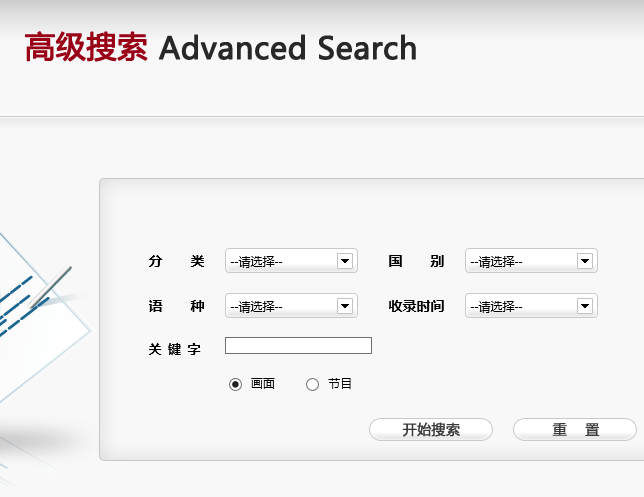 高级搜索 Advanced Search
分 类 --请选择-- 国 别 --请选择--
语 种 --请选择-- 收录时间 --请选择--
关 键 字
画面 节目
开始搜索 重 置